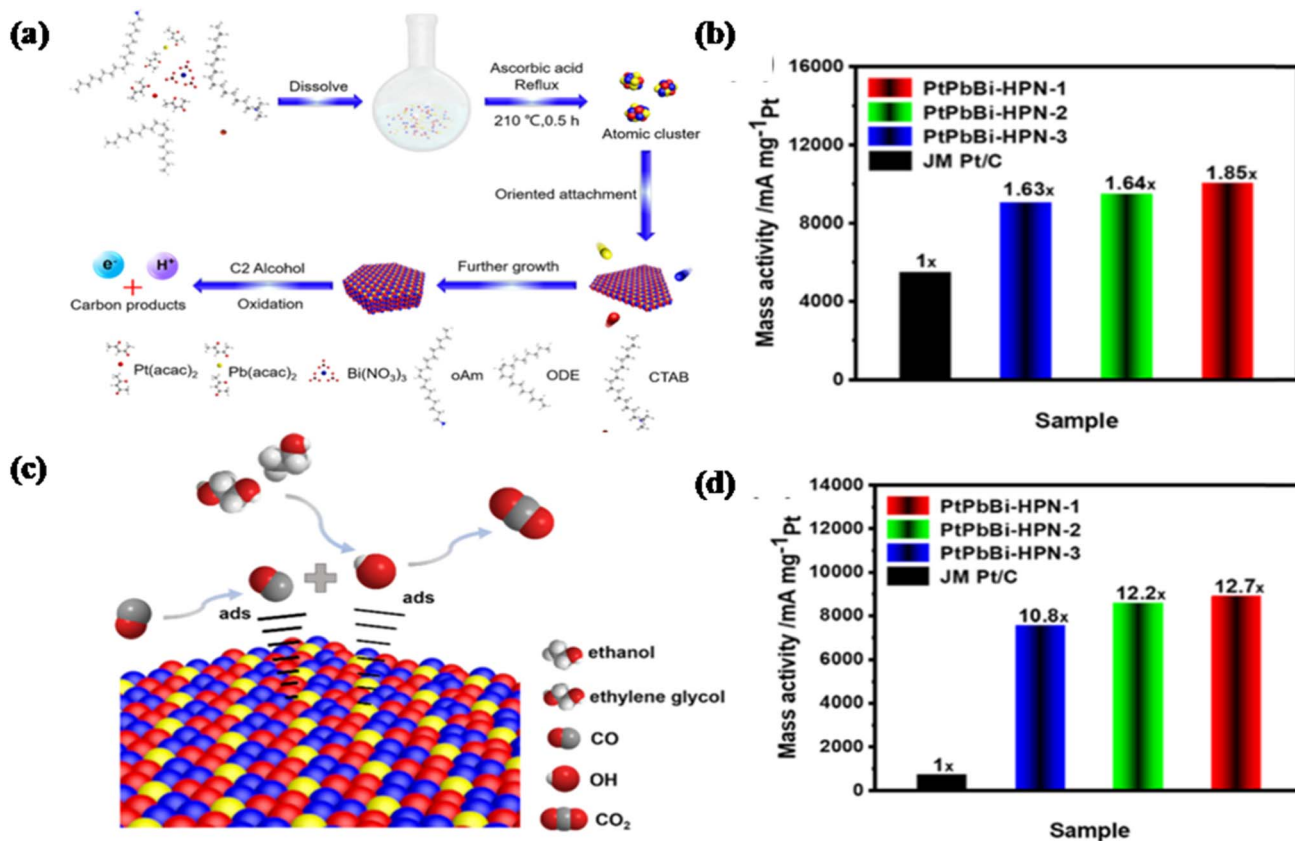 (a)
Dissolve
Ascorbic acid
Reflux
210 ℃,0.5 h
Atomic cluster
Oriented attachment
Further growth
C2 Alcohol
Oxidation
e-
H+
Carbon products
Pt(acac)2
Pb(acac)2
Bi(NO3)3
oAm
ODE
CTAB
(b)
Mass activity /mA mg-1Pt
16000
12000
8000
4000
0
PtPbBi-HPN-1
PtPbBi-HPN-2
PtPbBi-HPN-3
JM Pt/C
1x
1.63x
1.64x
1.85x
Sample
(c)
ads
ads
ethanol
ethylene glycol
CO
OH
CO2
(d)
Mass activity /mA mg-1Pt
14000
12000
10000
8000
6000
4000
2000
0
PtPbBi-HPN-1
PtPbBi-HPN-2
PtPbBi-HPN-3
JM Pt/C
1x
10.8x
12.2x
12.7x
Sample